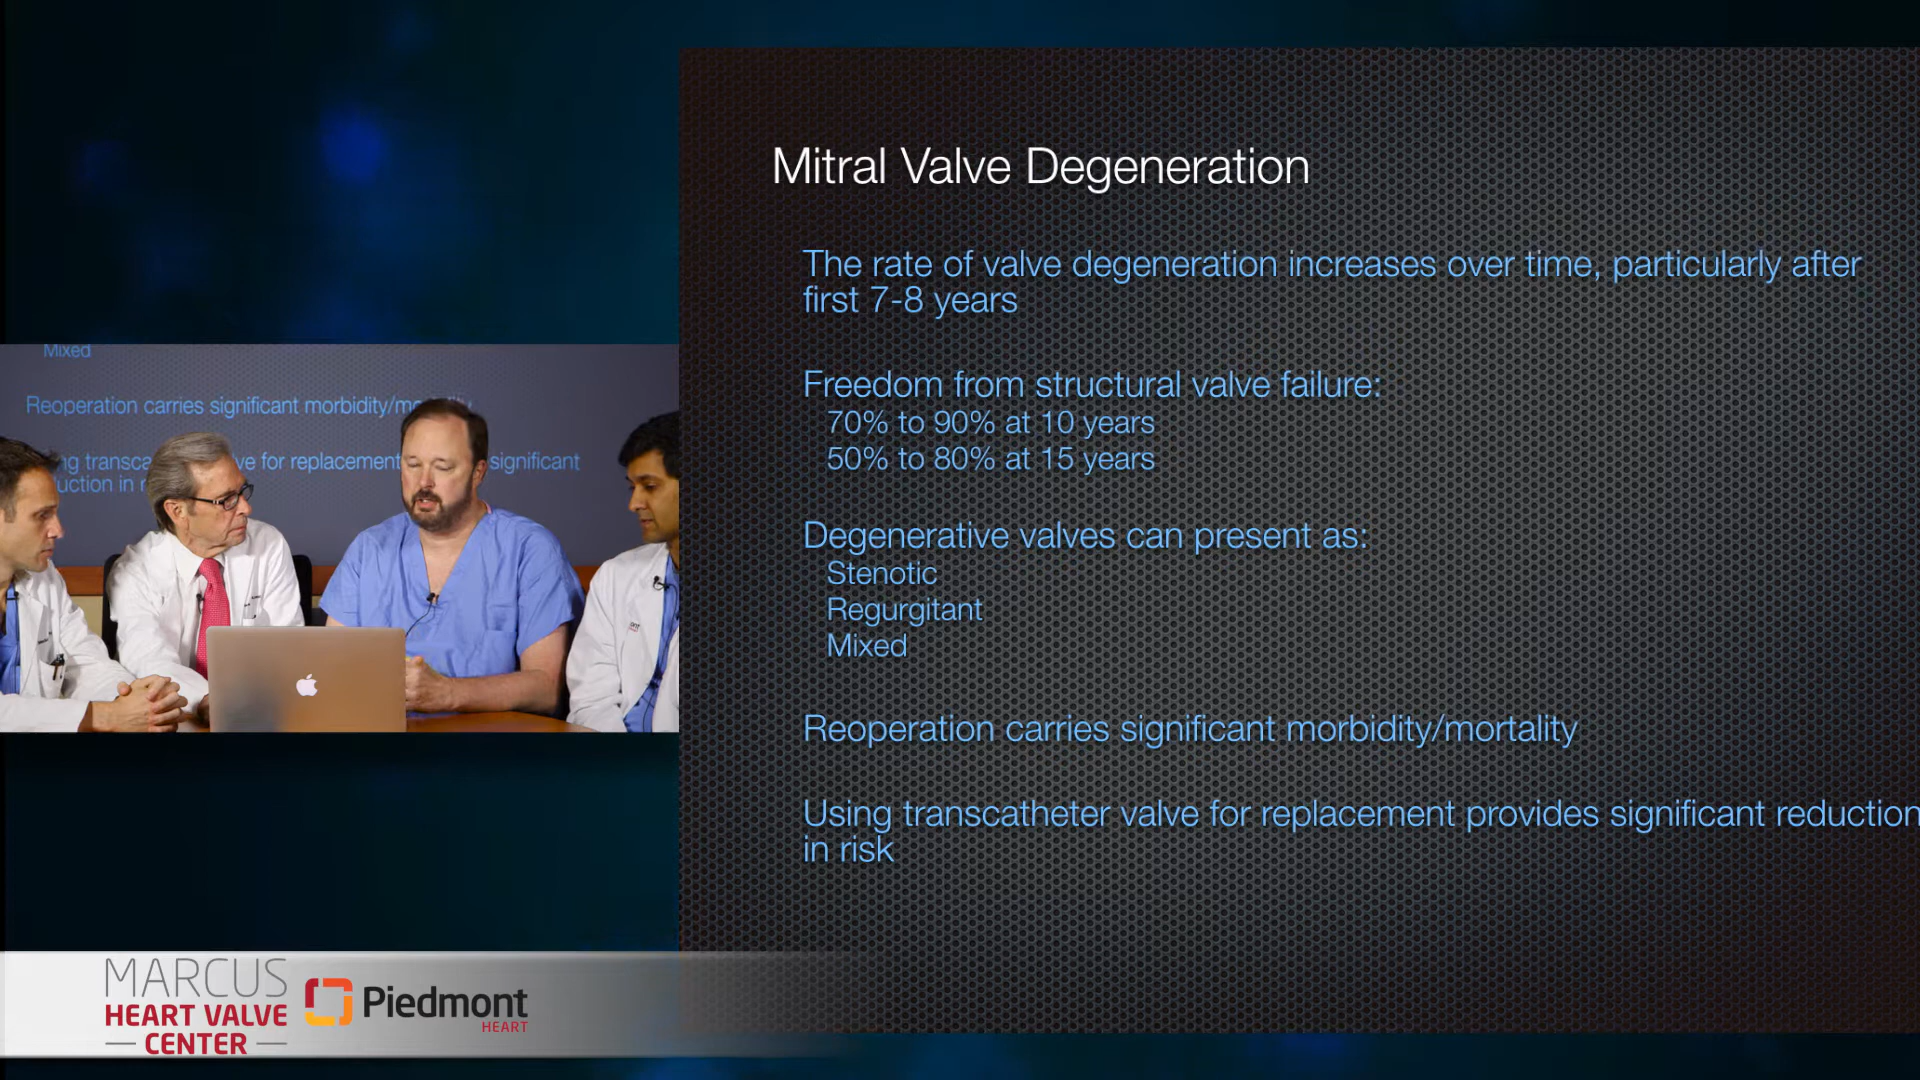 Mitral Valve Degeneration
The rate of valve degeneration increases over time, particularly after
first 7-8 years
Freedom from structural valve failure:
70% to 90% at 10 years
50% to 80% at 15 years
Degenerative valves can present as:
Stenotic
Regurgitant
Mixed
Reoperation carries significant morbidity/mortality
Using transcatheter valve for replacement provides significant reduction
in risk
Mixed
Reoperation carries significant
for replacement significant
in
MARCUS
HEART VALVE
CENTER
Piedmont
HEART